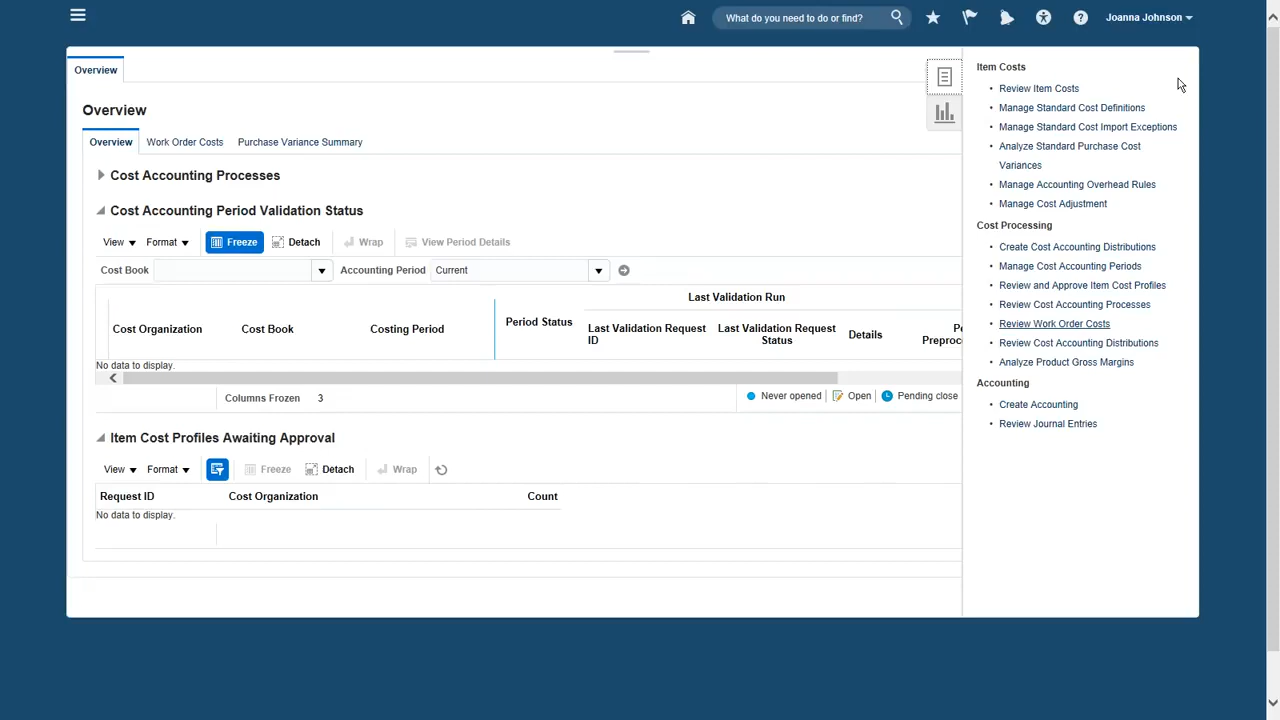 What do you need to do or find?
Joanna Johnson
Overview
Overview
Overview
Work Order Costs
Purchase Variance Summary
Cost Accounting Processes
Cost Accounting Period Validation Status
View
Format
Freeze
Detach
Wrap
View Period Details
Cost Book
Accounting Period
Current
Last Validation Run
Cost Organization
Cost Book
Costing Period
Period Status
Last Validation Request
ID
Last Validation Request
Status
Details
Preproc
No data to display.
Columns Frozen
3
Never opened
Open
Pending close
Item Cost Profiles Awaiting Approval
View
Format
Freeze
Detach
Wrap
Request ID
Cost Organization
Count
No data to display.
Item Costs
• Review Item Costs
• Manage Standard Cost Definitions
• Manage Standard Cost Import Exceptions
• Analyze Standard Purchase Cost
Variances
• Manage Accounting Overhead Rules
• Manage Cost Adjustment
Cost Processing
• Create Cost Accounting Distributions
• Manage Cost Accounting Periods
• Review and Approve Item Cost Profiles
• Review Cost Accounting Processes
• Review Work Order Costs
• Review Cost Accounting Distributions
• Analyze Product Gross Margins
Accounting
• Create Accounting
• Review Journal Entries